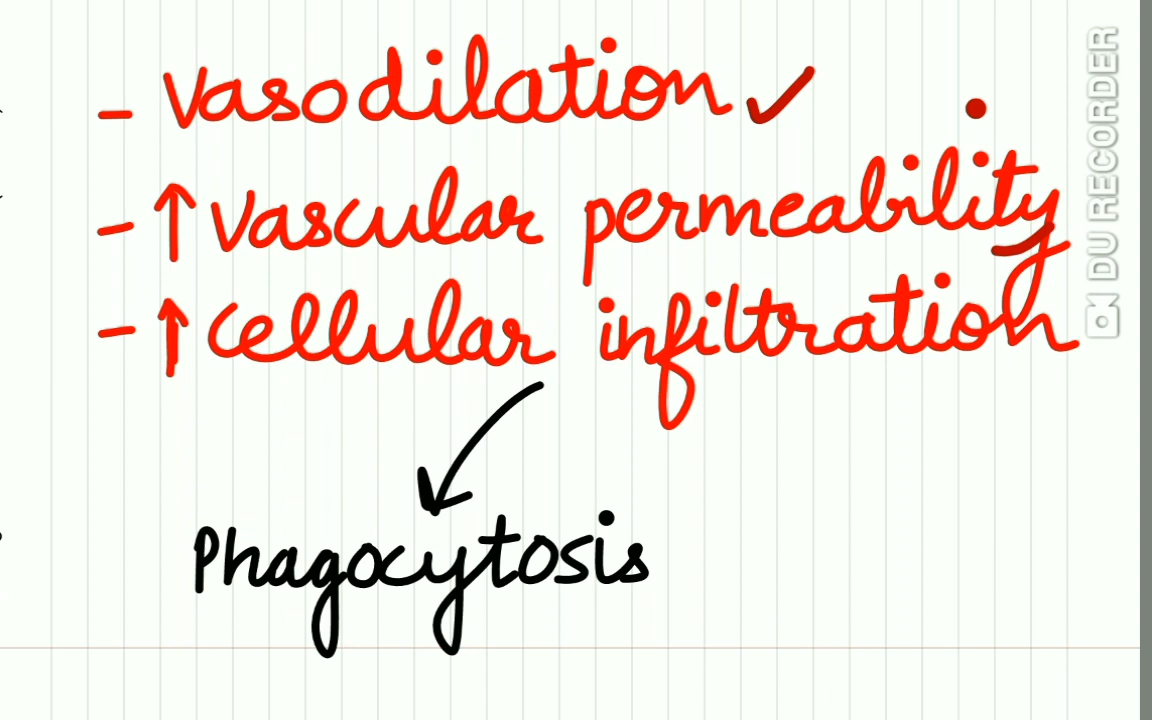 - Vasodilation ✓
- ↑ Vascular permeability
- ↑ cellular infiltration
Phagocytosis
DU RECORDER